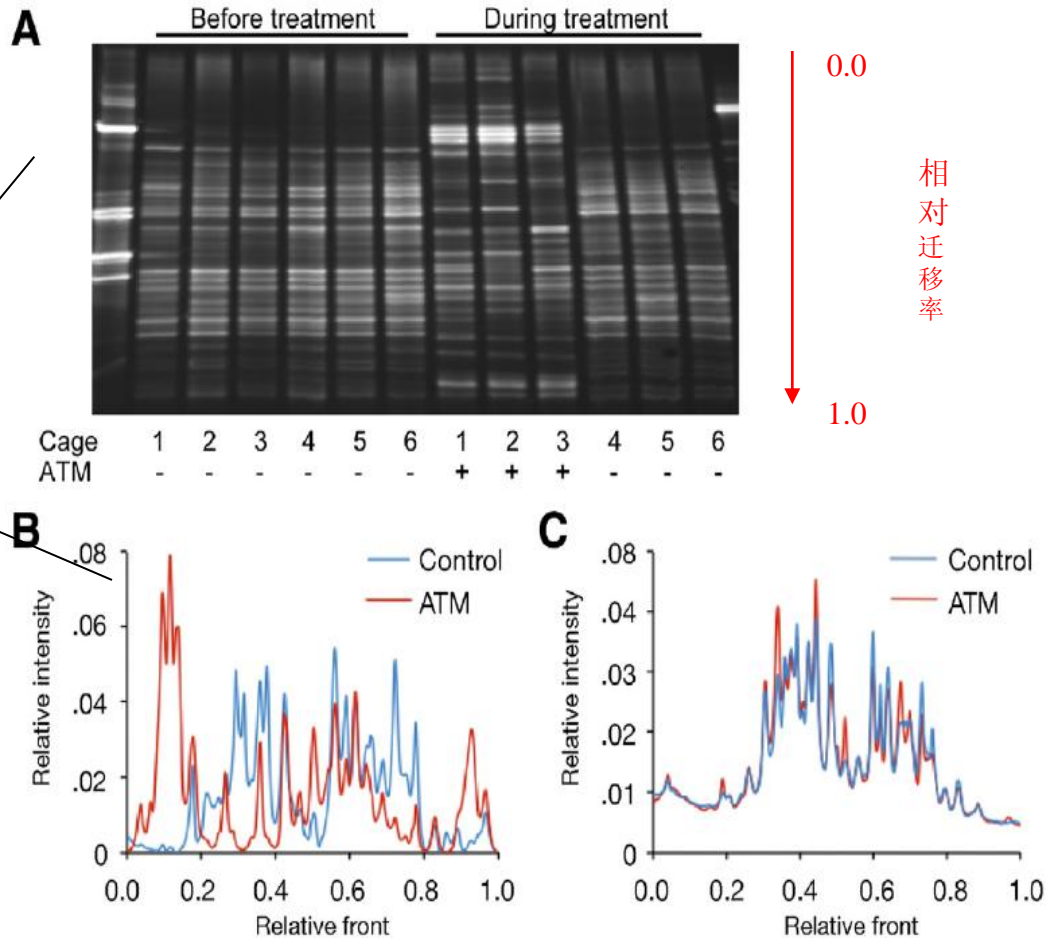 A
Before treatment
During treatment
0.0
相
对
迁
移
率
1.0
Cage 1 2 3 4 5 6 1 2 3 4 5 6
ATM - - - - - - + + + - - -
B
.08
.06
.04
.02
0
Relative intensity
Control
ATM
0.0 0.2 0.4 0.6 0.8 1.0
Relative front
C
.08
.04
.03
.02
.01
0
Relative intensity
Control
ATM
0.0 0.2 0.4 0.6 0.8 1.0
Relative front